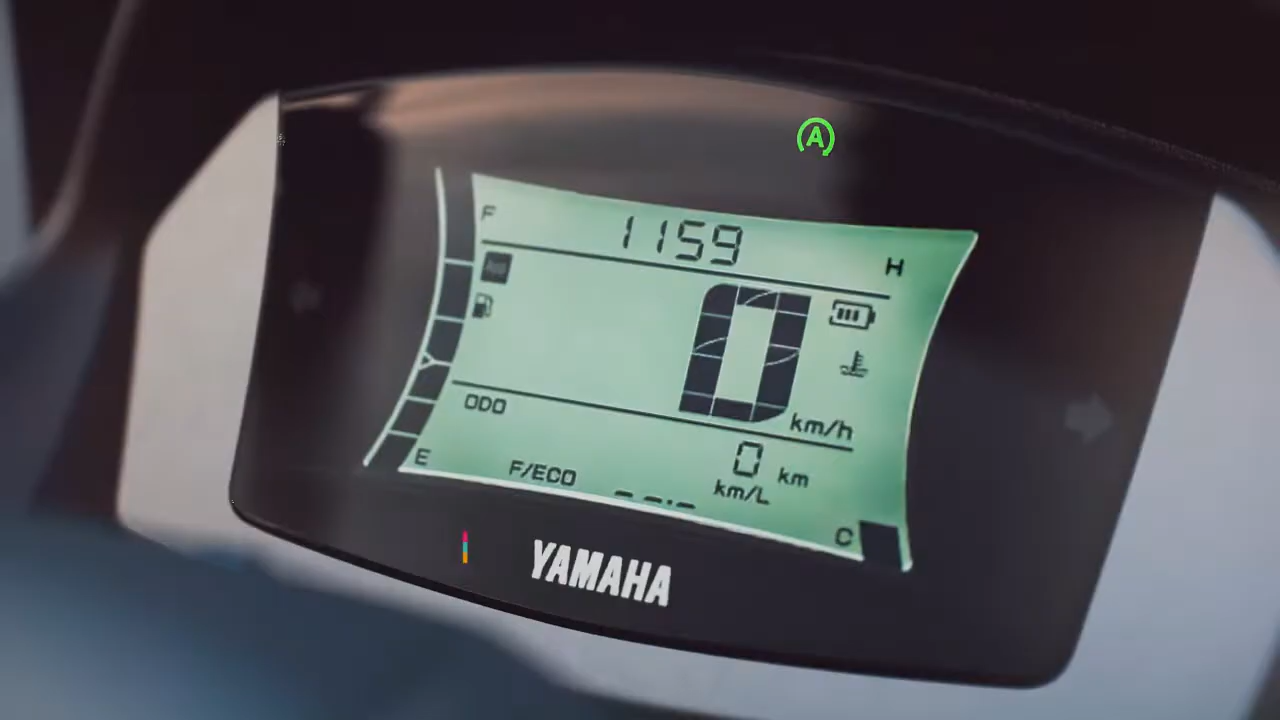 A
F 1159 H
0 km/h
ODO
0 km
E F/ECO --.- km/L C
YAMAHA